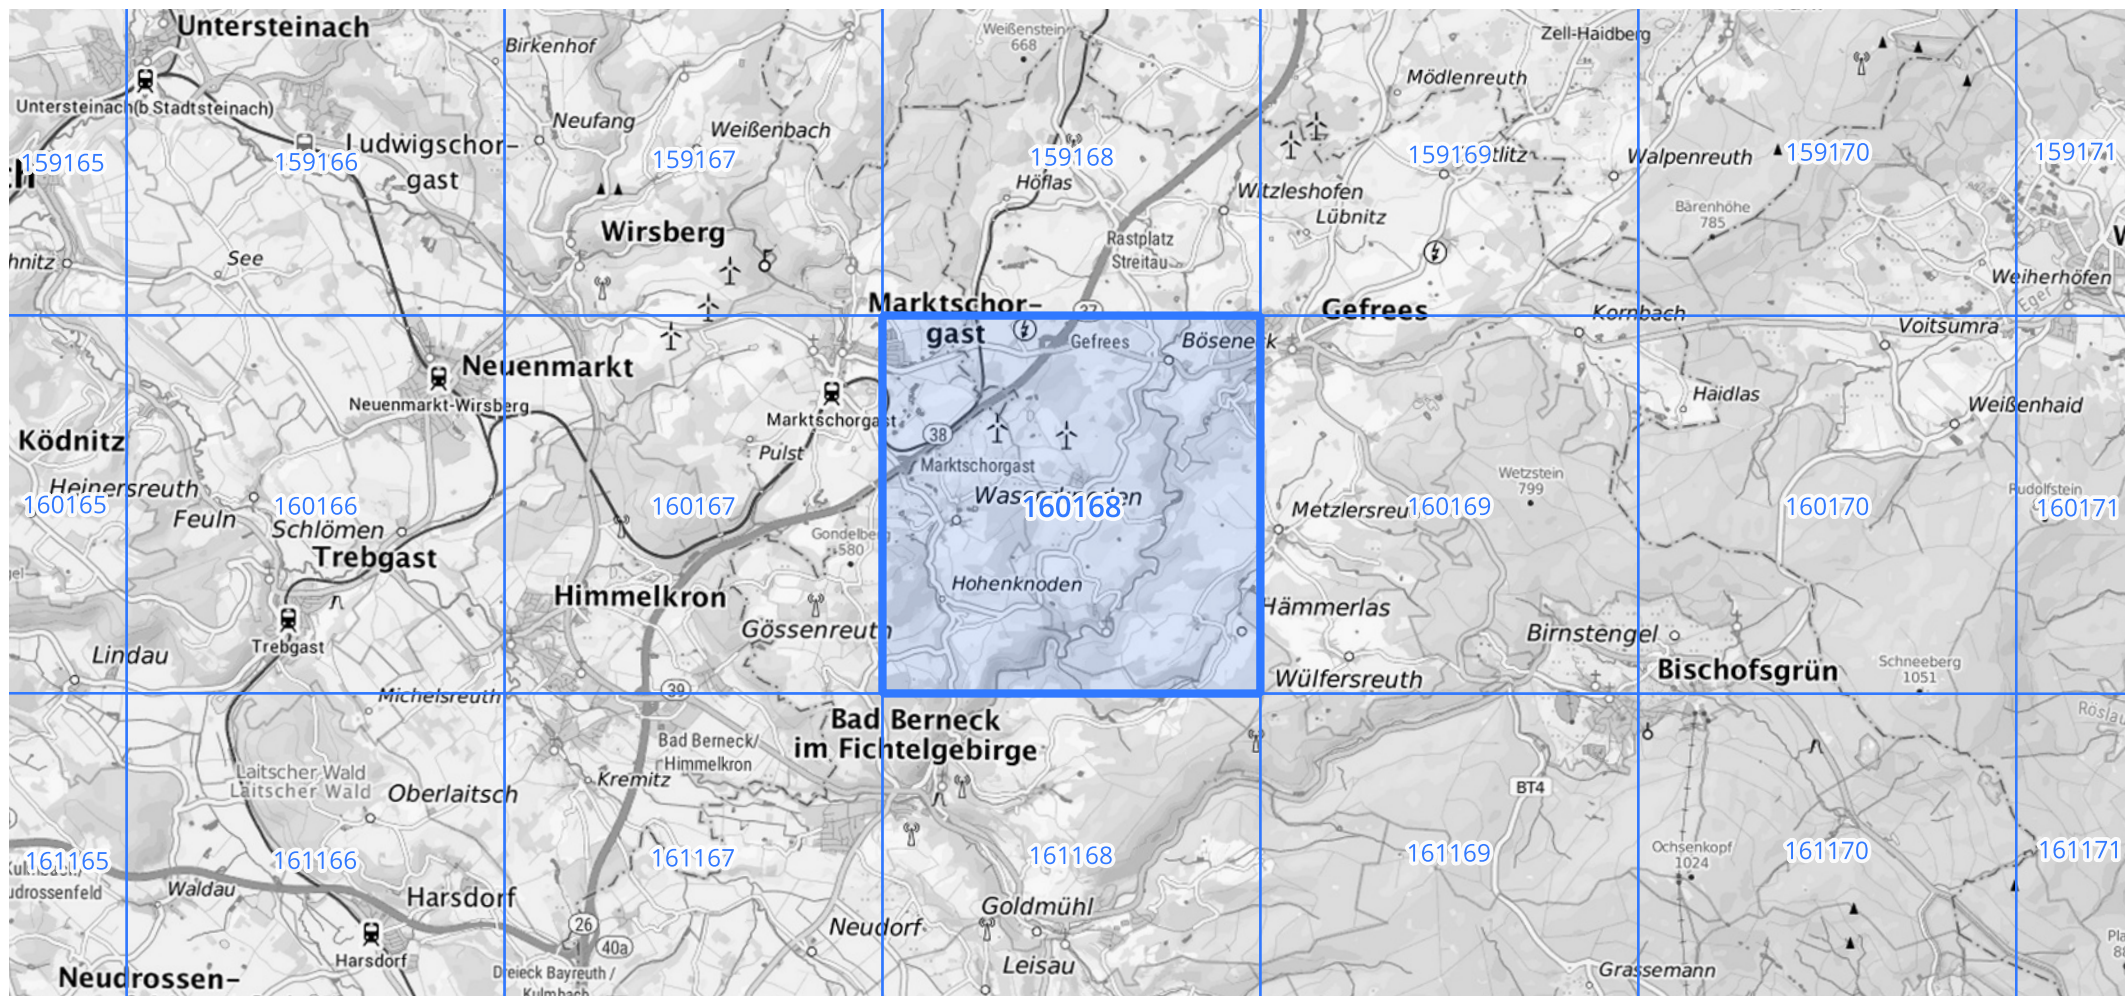 Untersteinach
Birkenhof
Weißenstein
668
Zell-Haidberg
Mödlenreuth
Untersteinach(b Stadtsteinach)
Neufang
Weißenbach
Ludwigschor-
gast
159165
159166
159167
159168
159169
159170
159171
Walpenreuth
Höflas
Witzleshofen
Lübnitz
Bärenhöhe
785
Wirsberg
Rastplatz
Streitau
See
Weiherhöfen
Eger
Marktschor-
gast
37
Gefrees
Kornbach
Voitsumra
Gefrees
Böseneck
Neuenmarkt
Neuenmarkt-Wirsberg
Haidlas
Weißenhaid
Marktschorgast
Ködnitz
38
Pulst
Marktschorgast
Wetzstein
799
Heinersreuth
Feuln
Schlömen
Trebgast
160165
160166
160167
160168
160169
160170
160171
Rudolfstein
Gondelberg
580
Himmelkron
Hohenknoden
Hämmerlas
Gössenreuth
Birnstengel
Trebgast
Lindau
Bischofsgrün
Schneeberg
1051
Wülfersreuth
Michelsreuth
39
Bad Berneck
im Fichtelgebirge
Bad Berneck/
Himmelkron
Laitscher Wald
Laitscher Wald
Oberlaitsch
Kremitz
BT4
161165
161166
161167
161168
161169
161170
161171
Ochsenkopf
1024
Waldau
Harsdorf
26
40a
Goldmühl
Neudorf
Leisau
Harsdorf
Dreieck Bayreuth /
Kulmbach
Neudrossen-
Grassemann